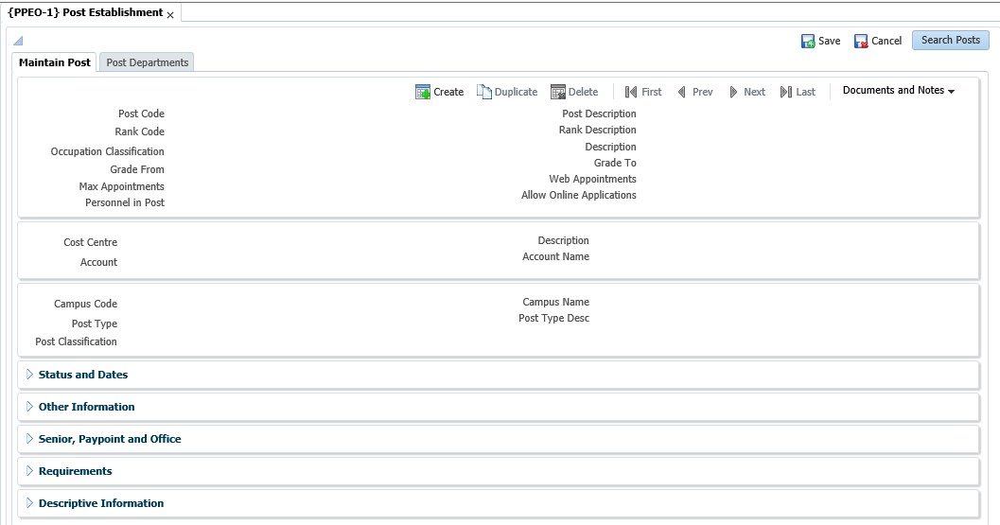 {PPEO-1} Post Establishment x
Save Cancel Search Posts
Maintain Post Post Departments
Create Duplicate Delete First Prev Next Last Documents and Notes
Post Code Post Description
Rank Code Rank Description
Occupation Classification Description
Grade From Grade To
Max Appointments Web Appointments
Personnel in Post Allow Online Applications
Cost Centre Description
Account Account Name
Campus Code Campus Name
Post Type Post Type Desc
Post Classification
Status and Dates
Other Information
Senior, Paypoint and Office
Requirements
Descriptive Information